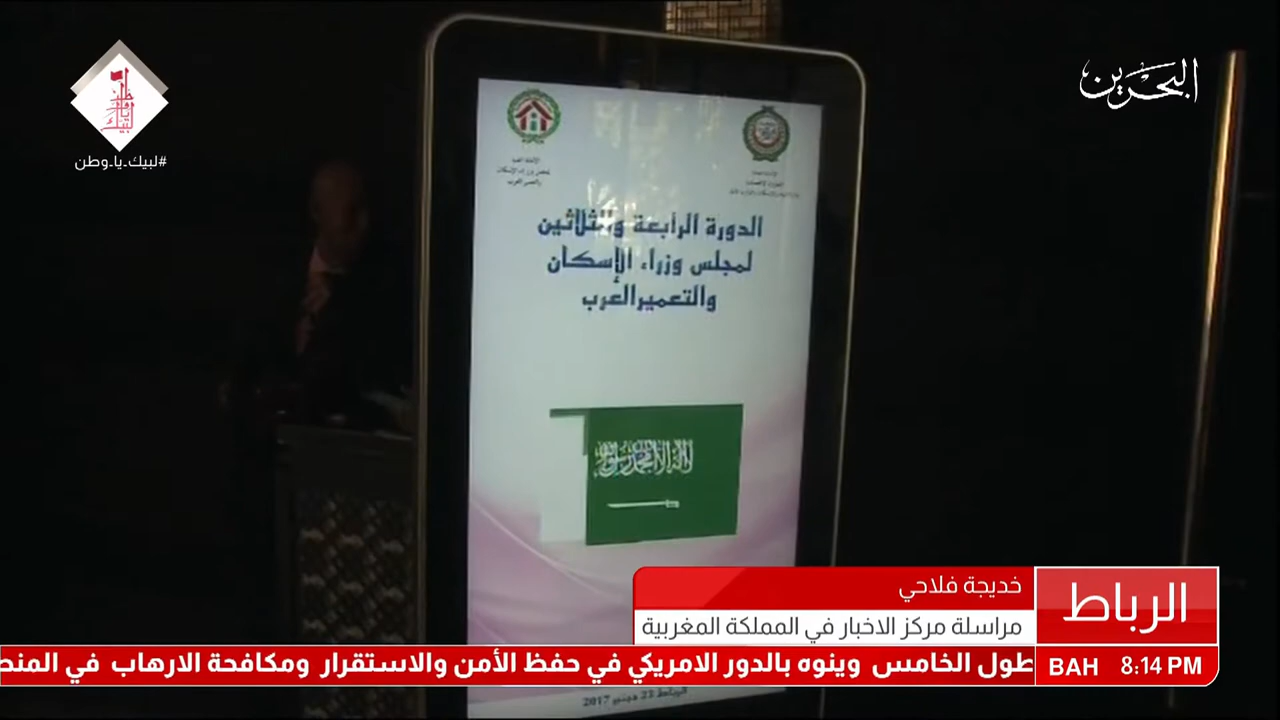 البحرين
لبيك يا وطن
#لبيك_يا_وطن
الدورة الرابعة والثلاثين
لمجلس وزراء الإسكان
والتعمير العرب
لا إله إلا الله محمد رسول الله
خديجة فلاحي
الرباط
مراسلة مركز الاخبار في المملكة المغربية
طول الخامس وينوه بالدور الامريكي في حفظ الأمن والاستقرار ومكافحة الارهاب في المنط
BAH 8:14 PM